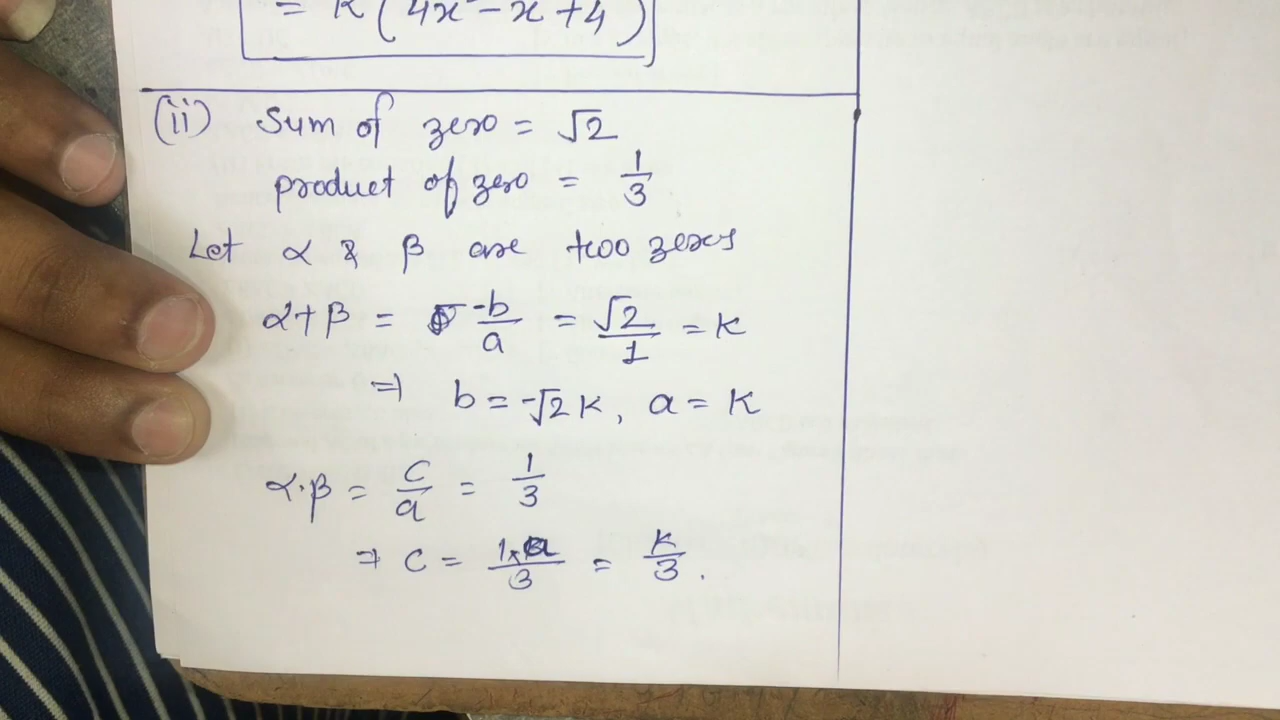 = K (4x² - x + 4)
(ii) Sum of zero = √2
product of zero = 1/3
Let α & β are two zeros
α+β = -b/a = √2/1 = K
⇒ b = -√2K, a = K
α.β = C/a = 1/3
⇒ C = 1×a/3 = K/3.